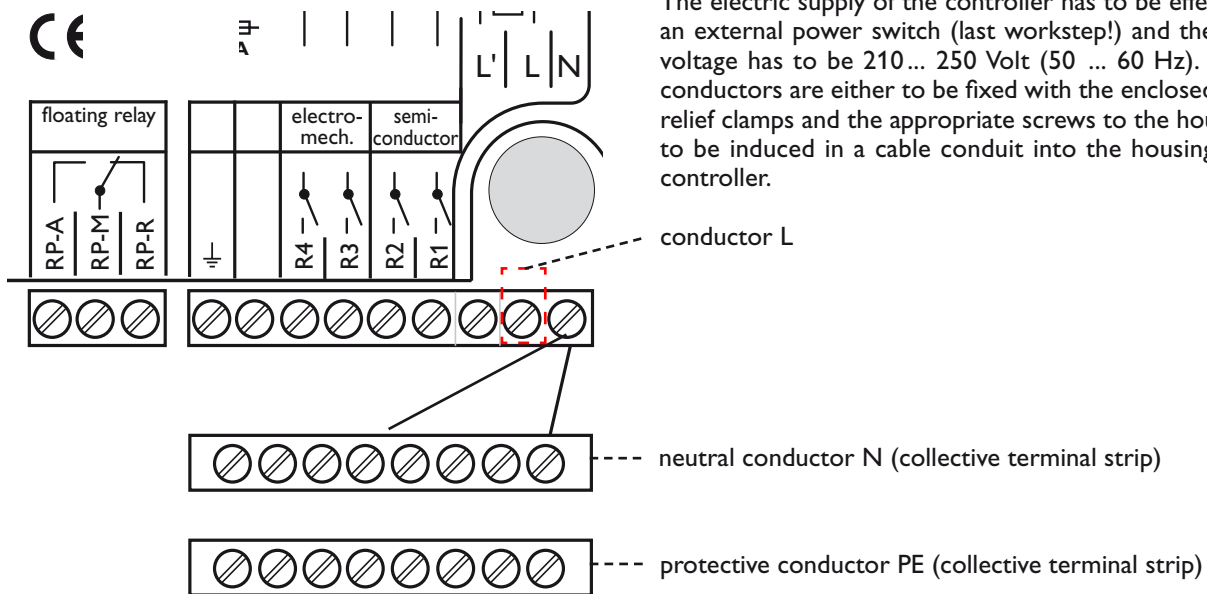 The electric supply of the controller has to be
an external power switch (last workstep!) and the
voltage has to be 210... 250 Volt (50 ... 60 Hz).
conductors are either to be fixed with the enclosed
relief clamps and the appropriate screws to the
to be induced in a cable conduit into the housing
controller.
CE
L' L N
floating relay
electro-
mech.
semi-
conductor
RP-A RP-M RP-R R4 R3 R2 R1
conductor L
neutral conductor N (collective terminal strip)
protective conductor PE (collective terminal strip)